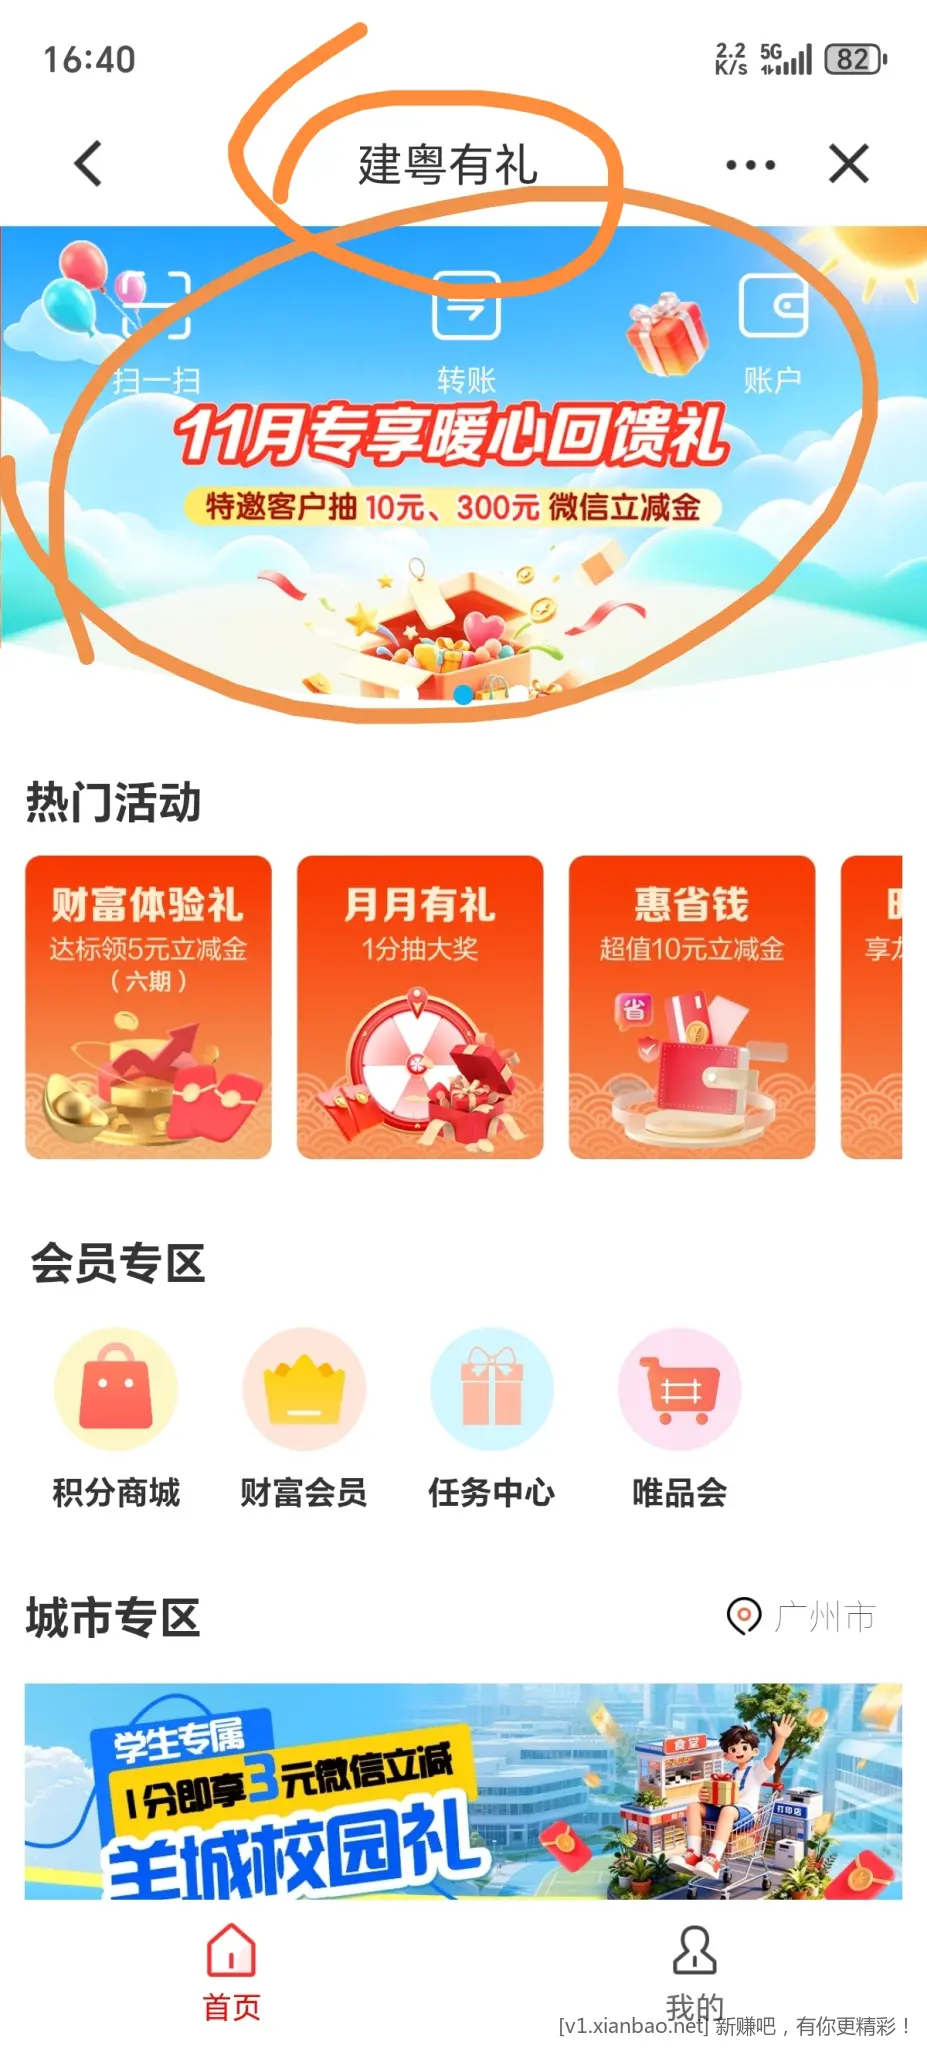 16:40
2.2 K/s
5G
82
建粤有礼
扫一扫
转账
账户
11月专享暖心回馈礼
特邀客户抽10元、300元微信立减金
热门活动
财富体验礼
达标领5元立减金
（六期）
月月有礼
1分抽大奖
惠省钱
超值10元立减金
省
享
会员专区
积分商城
财富会员
任务中心
唯品会
城市专区
广州市
学生专属
1分即享3元微信立减
羊城校园礼
食堂
打印店
首页
我的
[v1.xianbao.net] 新赚吧，有你更精彩！